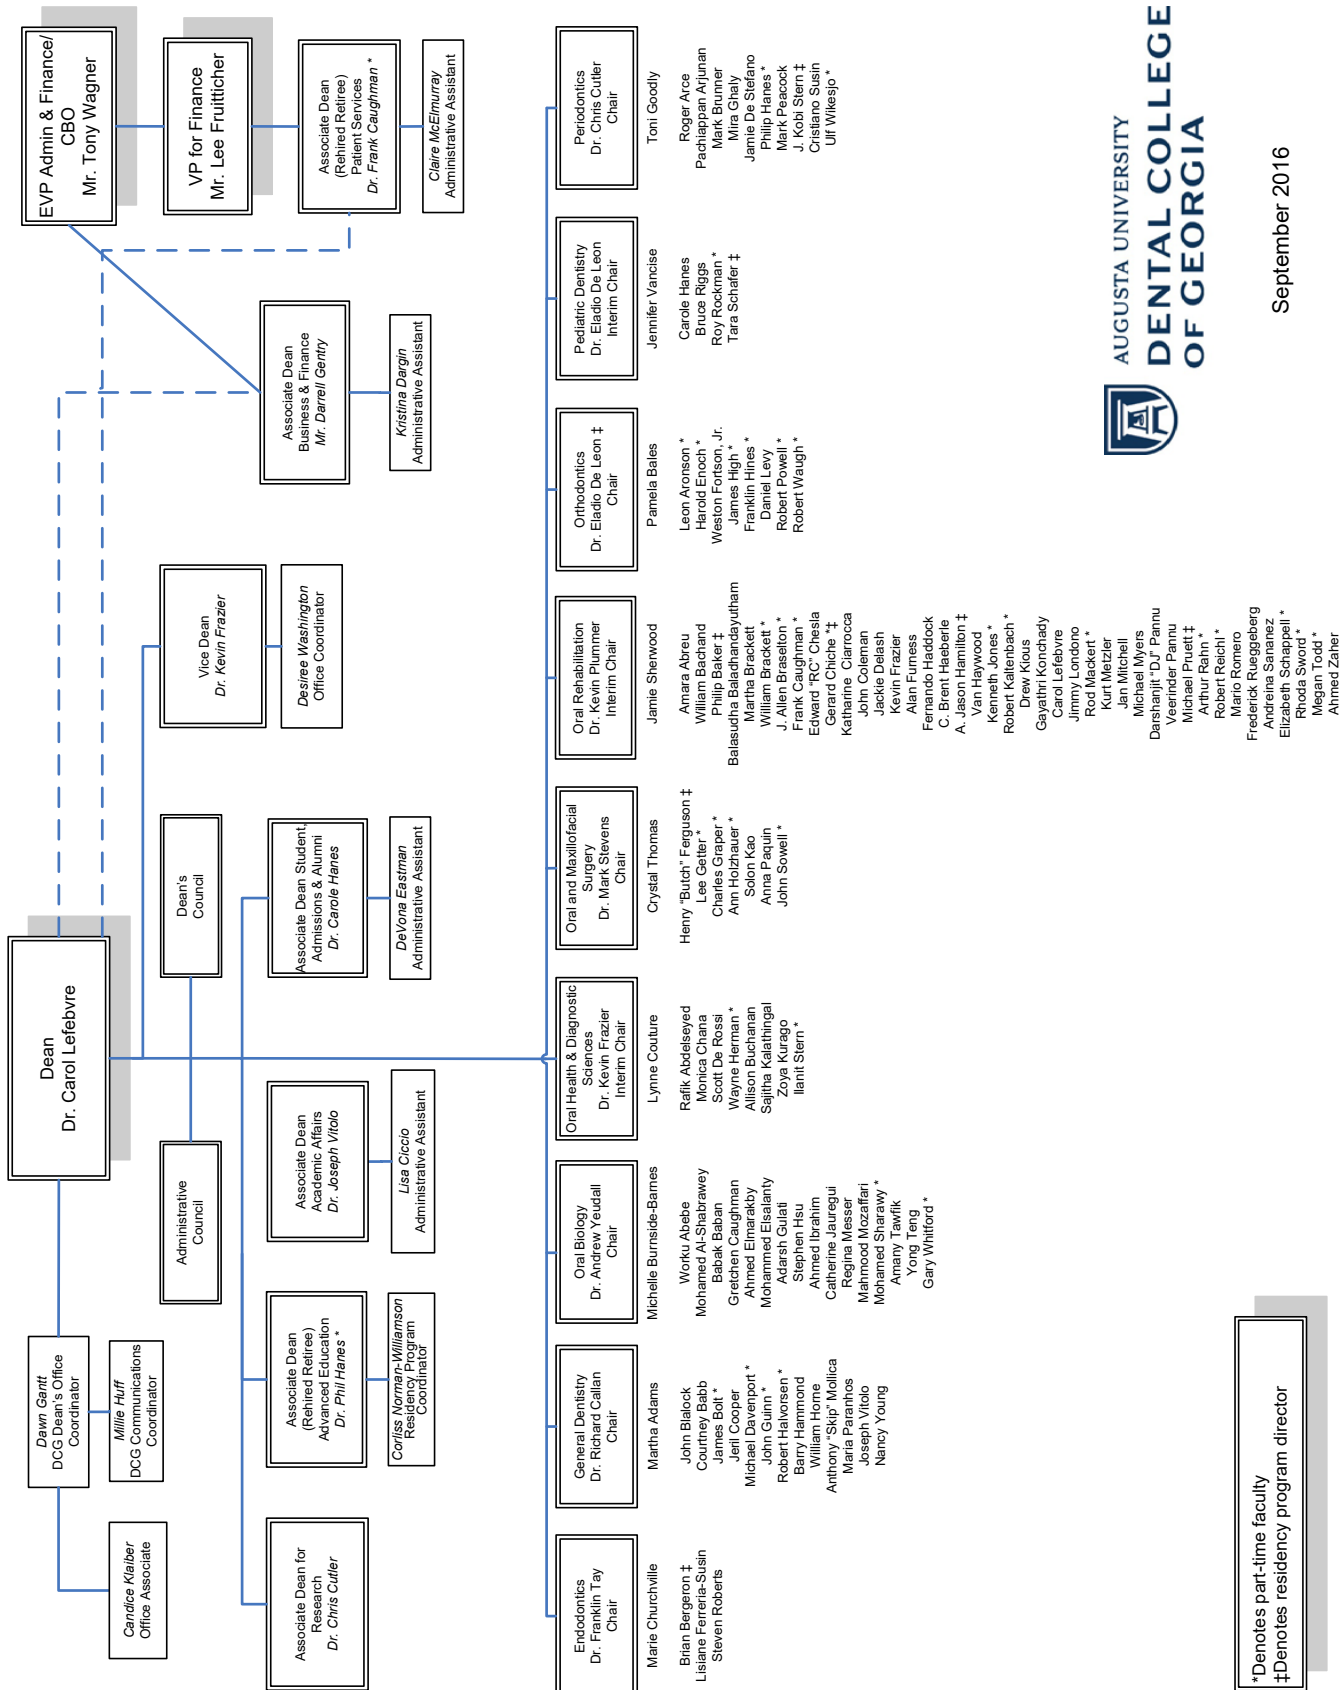 Dean
Dr. Carol Lefebvre
EVP Admin & Finance/
CBO
Mr. Tony Wagner
VP for Finance
Mr. Lee Fruitticher
Associate Dean
(Rehired Retiree)
Patient Services
Dr. Frank Caughman *
Claire McElmurray
Administrative Assistant
Dawn Gantt
DCG Dean's Office
Coordinator
Millie Huff
DCG Communications
Coordinator
Candice Klaiber
Office Associate
Administrative
Council
Dean's
Council
Vice Dean
Dr. Kevin Frazier
Desiree Washington
Office Coordinator
Associate Dean
Business & Finance
Mr. Darrell Gentry
Kristina Dargin
Administrative Assistant
Associate Dean for
Research
Dr. Chris Cutler
Associate Dean
(Rehired Retiree)
Advanced Education
Dr. Phil Hanes *
Corliss Norman-Williamson
Residency Program
Coordinator
Associate Dean
Academic Affairs
Dr. Joseph Vitolo
Lisa Ciccio
Administrative Assistant
Associate Dean Student,
Admissions & Alumni
Dr. Carole Hanes
DeVona Eastman
Administrative Assistant
Endodontics
Dr. Franklin Tay
Chair
Marie Churchville
Brian Bergeron ‡
Lisiane Ferreria-Susin
Steven Roberts
General Dentistry
Dr. Richard Callan
Chair
Martha Adams
John Blalock
Courtney Babb
James Bolt *
Jeril Cooper
Michael Davenport *
John Guinn *
Robert Halvorsen *
Barry Hammond
William Horne
Anthony "Skip" Mollica
Maria Paranhos
Joseph Vitolo
Nancy Young
Oral Biology
Dr. Andrew Yeudall
Chair
Michelle Burnside-Barnes
Worku Abebe
Mohamed Al-Shabrawey
Babak Baban
Gretchen Caughman
Ahmed Elmarakby
Mohammed Elsalanty
Adarsh Gulati
Stephen Hsu
Ahmed Ibrahim
Catherine Jauregui
Regina Messer
Mahmood Mozaffari
Mohamed Sharawy *
Amany Tawfik
Yong Teng
Gary Whitford *
Oral Health & Diagnostic
Sciences
Dr. Kevin Frazier
Interim Chair
Lynne Couture
Rafik Abdelseyed
Monica Chana
Scott De Rossi
Wayne Herman *
Allison Buchanan
Sajitha Kalathingal
Zoya Kurago
Ilanit Stern *
Oral and Maxillofacial
Surgery
Dr. Mark Stevens
Chair
Crystal Thomas
Henry "Butch" Ferguson ‡
Lee Getter *
Charles Graper *
Ann Holzhauer *
Solon Kao
Anna Paquin
John Sowell *
Oral Rehabilitation
Dr. Kevin Plummer
Interim Chair
Jamie Sherwood
Amara Abreu
William Bachand
Philip Baker ‡
Balasudha Baladhandayutham
Martha Brackett
William Brackett *
J. Allen Braselton *
Frank Caughman *
Edward "RC" Chesla
Gerard Chiche *‡
Katharine Ciarrocca
John Coleman
Jackie Delash
Kevin Frazier
Alan Furness
Fernando Haddock
C. Brent Haeberle
A. Jason Hamilton ‡
Van Haywood
Kenneth Jones *
Robert Kaltenbach *
Drew Kious
Gayathri Konchady
Carol Lefebvre
Jimmy Londono
Rod Mackert *
Kurt Metzler
Jan Mitchell
Michael Myers
Darshanjit "DJ" Pannu
Veerinder Pannu
Michael Pruett ‡
Arthur Rahn *
Robert Reichl *
Mario Romero
Frederick Rueggeberg
Andreina Sananez
Elizabeth Schappell *
Rhoda Sword *
Megan Todd *
Ahmed Zaher
Orthodontics
Dr. Eladio De Leon ‡
Chair
Pamela Bales
Leon Aronson *
Harold Enoch *
Weston Fortson, Jr.
James High *
Franklin Hines *
Daniel Levy
Robert Powell *
Robert Waugh *
Pediatric Dentistry
Dr. Eladio De Leon
Interim Chair
Jennifer Vancise
Carole Hanes
Bruce Riggs
Roy Rockman *
Tara Schafer ‡
Periodontics
Dr. Chris Cutler
Chair
Toni Goodly
Roger Arce
Pachiappan Arjunan
Mark Brunner
Mira Ghaly
Jamie De Stefano
Philip Hanes *
Mark Peacock
J. Kobi Stern ‡
Cristiano Susin
Ulf Wikesjo *
*Denotes part-time faculty
‡Denotes residency program director
AUGUSTA UNIVERSITY
DENTAL COLLEGE
OF GEORGIA
September 2016